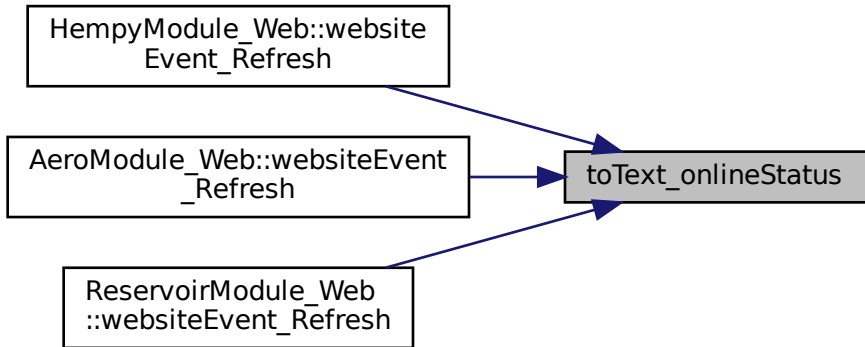 HempyModule_Web::website
Event_Refresh
AeroModule_Web::websiteEvent
_Refresh
toText_onlineStatus
ReservoirModule_Web
::websiteEvent_Refresh